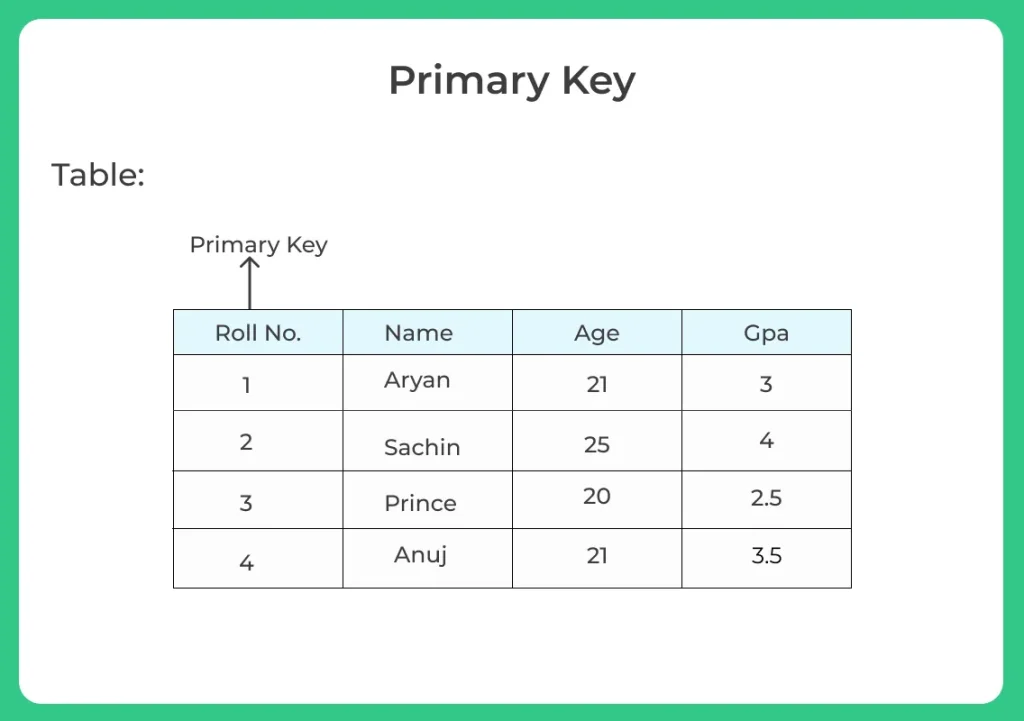 Primary Key
Table:
Primary Key
Roll No. Name Age Gpa
1 Aryan 21 3
2 Sachin 25 4
3 Prince 20 2.5
4 Anuj 21 3.5